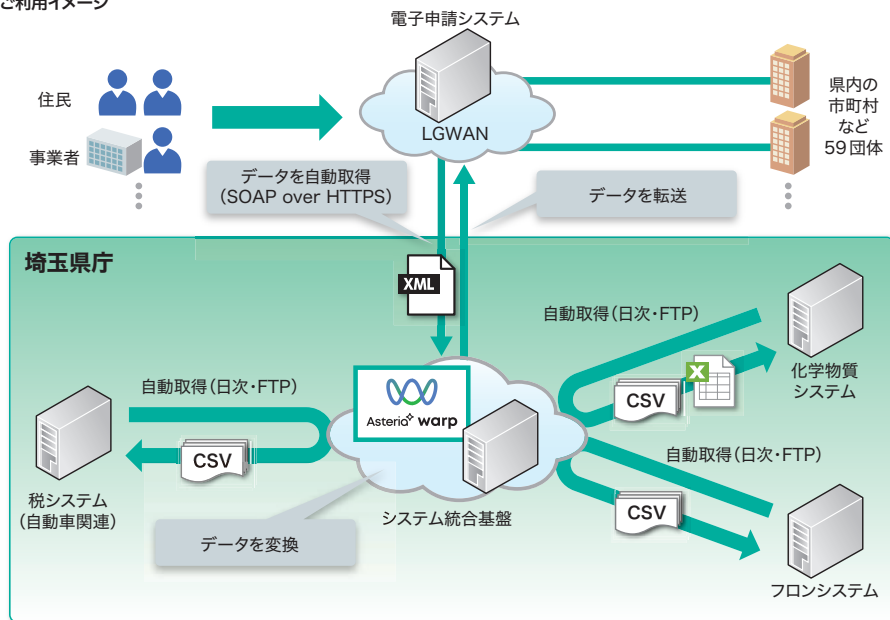 ご利用イメージ
電子申請システム
住民
事業者
LGWAN
県内の
市町村
など
59団体
データを自動取得
（SOAP over HTTPS）
データを転送
埼玉県庁
XML
自動取得（日次・FTP）
化学物質
システム
X
CSV
自動取得（日次・FTP）
Asteria warp
CSV
自動取得（日次・FTP）
税システム
（自動車関連）
システム統合基盤
CSV
データを変換
フロンシステム